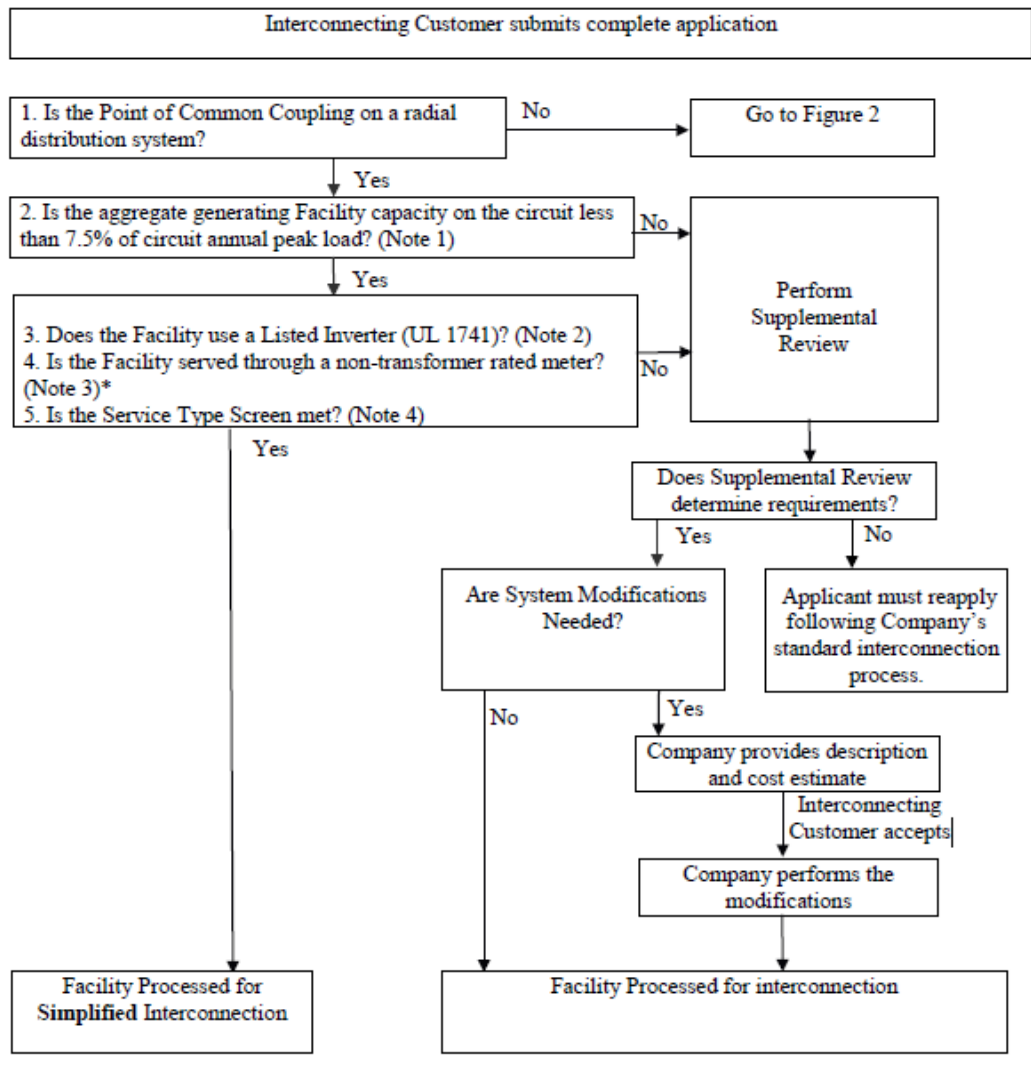 Interconnecting Customer submits complete application
1. Is the Point of Common Coupling on a radial
distribution system?
No
Go to Figure 2
Yes
2. Is the aggregate generating Facility capacity on the circuit less
than 7.5% of circuit annual peak load? (Note 1)
No
Yes
Perform
Supplemental
Review
3. Does the Facility use a Listed Inverter (UL 1741)? (Note 2)
4. Is the Facility served through a non-transformer rated meter?
(Note 3)*
5. Is the Service Type Screen met? (Note 4)
No
Yes
Does Supplemental Review
determine requirements?
Yes
No
Are System Modifications
Needed?
Applicant must reapply
following Company’s
standard interconnection
process.
No
Yes
Company provides description
and cost estimate
Interconnecting
Customer accepts
Company performs the
modifications
Facility Processed for
Simplified Interconnection
Facility Processed for interconnection